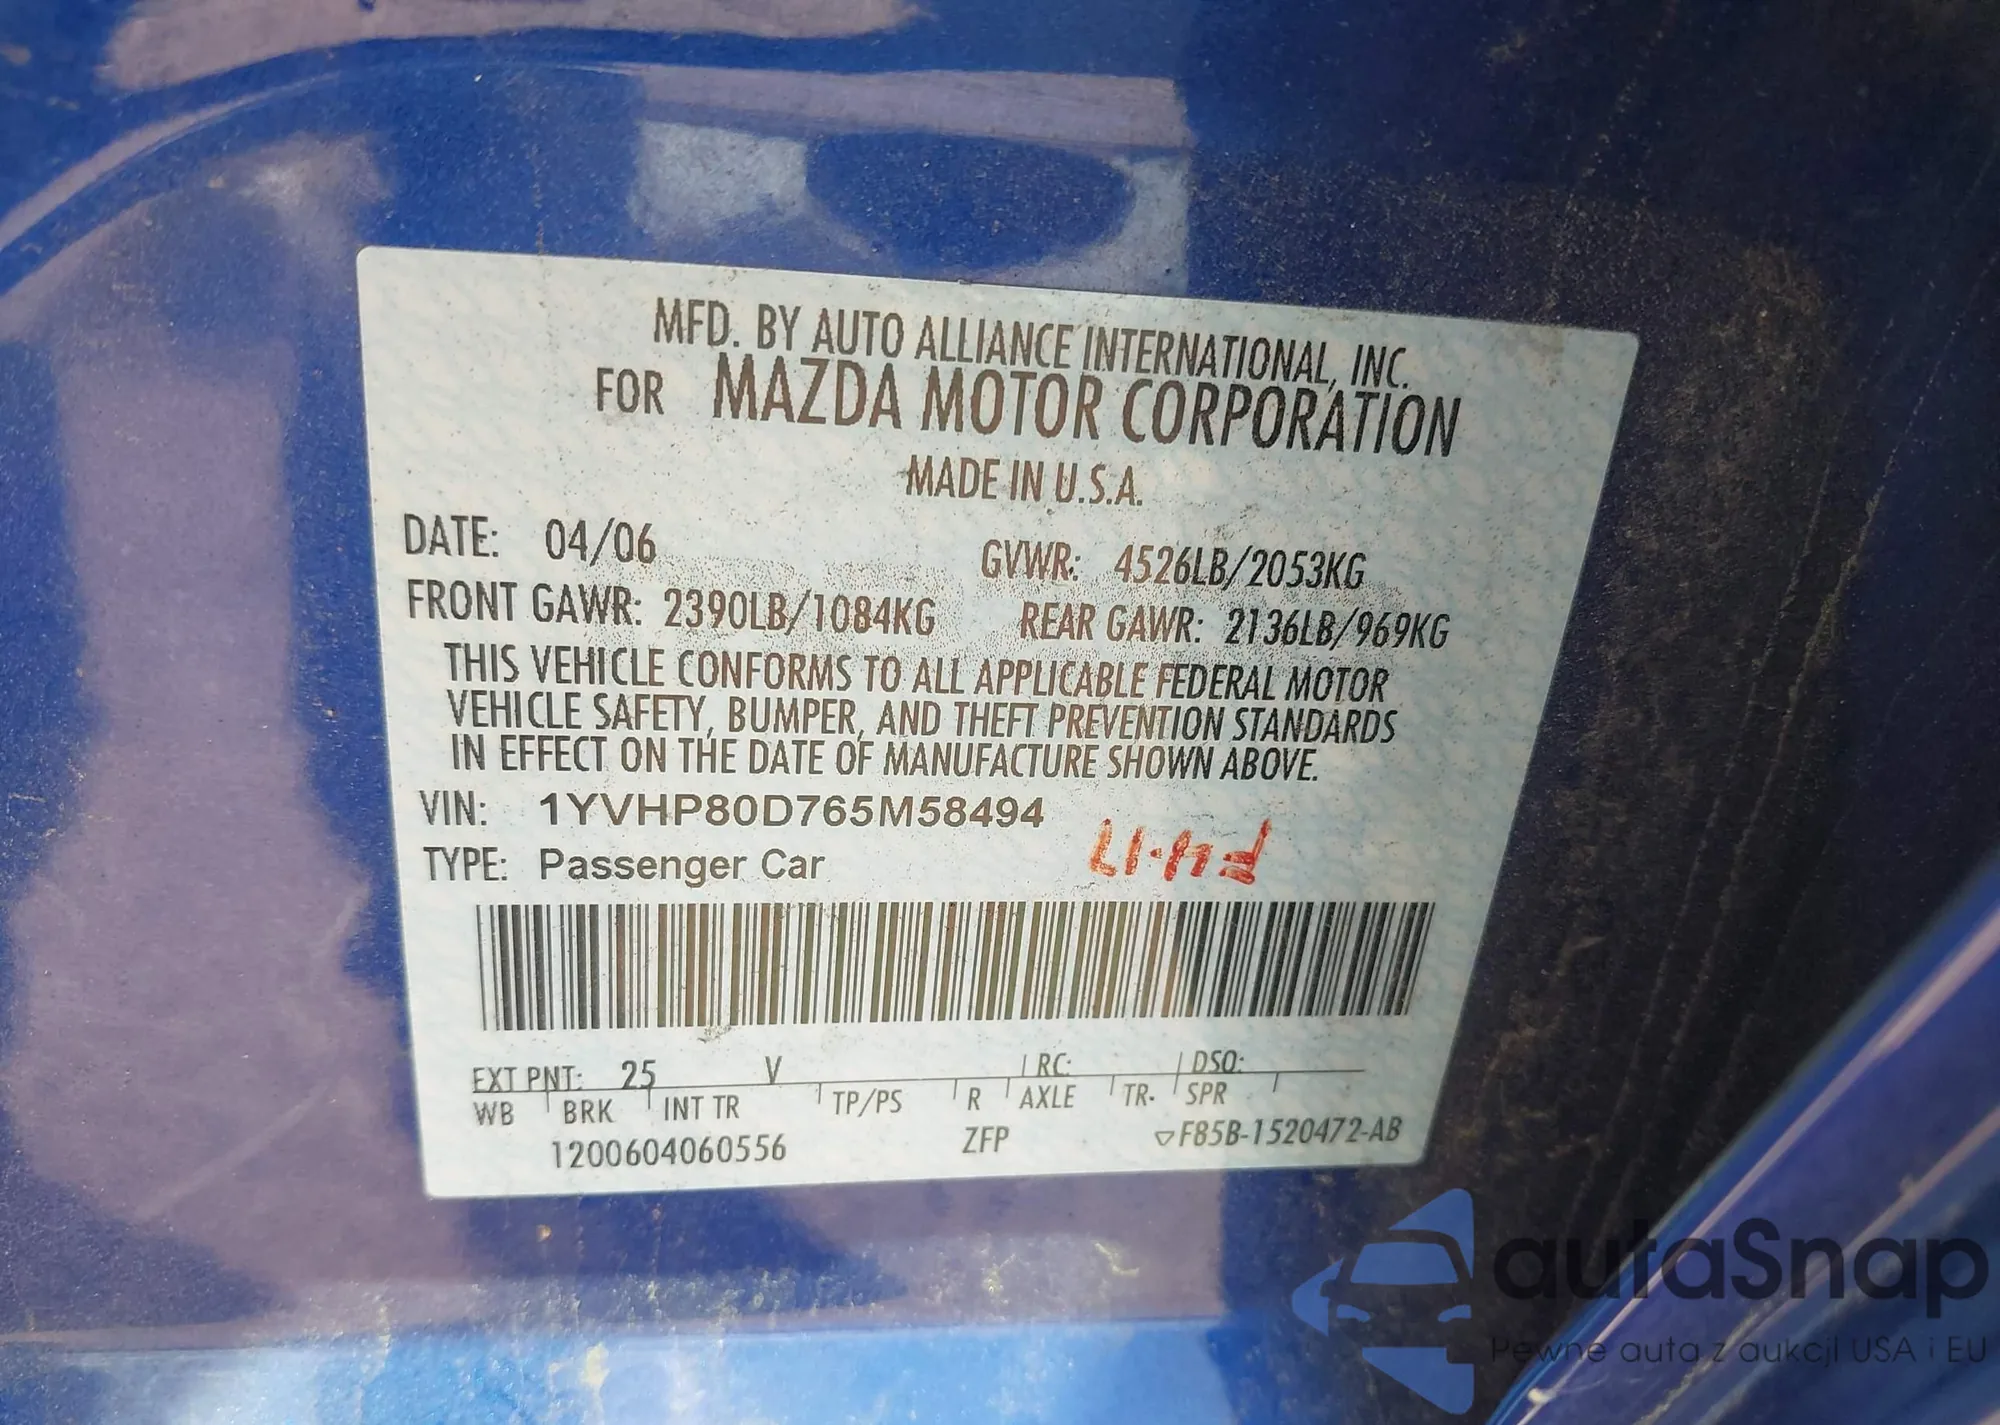 MFD. BY AUTO ALLIANCE INTERNATIONAL, INC.
FOR MAZDA MOTOR CORPORATION
MADE IN U.S.A.
DATE: 04/06 GVWR: 4526LB/2053KG
FRONT GAWR: 2390LB/1084KG REAR GAWR: 2136LB/969KG
THIS VEHICLE CONFORMS TO ALL APPLICABLE FEDERAL MOTOR
VEHICLE SAFETY, BUMPER, AND THEFT PREVENTION STANDARDS
IN EFFECT ON THE DATE OF MANUFACTURE SHOWN ABOVE.
VIN: 1YVHP80D765M58494
TYPE: Passenger Car
EXT PNT: 25 V RC: DSO:
WB BRK INT TR TP/PS R AXLE TR- SPR
1200604060556 ZFP ▽F85B-1520472-AB
autaSnap
Pewne auta z aukcji USA i EU